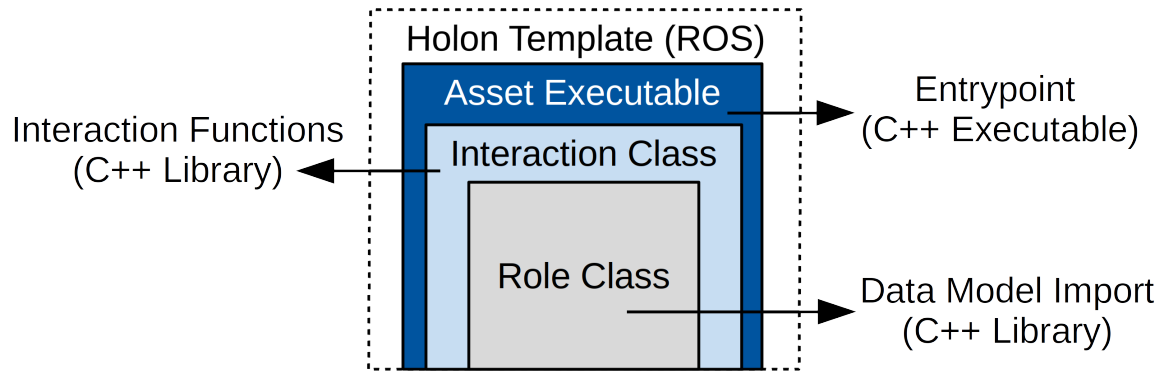 Holon Template (ROS)
Asset Executable
Entrypoint
(C++ Executable)
Interaction Functions
(C++ Library)
Interaction Class
Role Class
Data Model Import
(C++ Library)